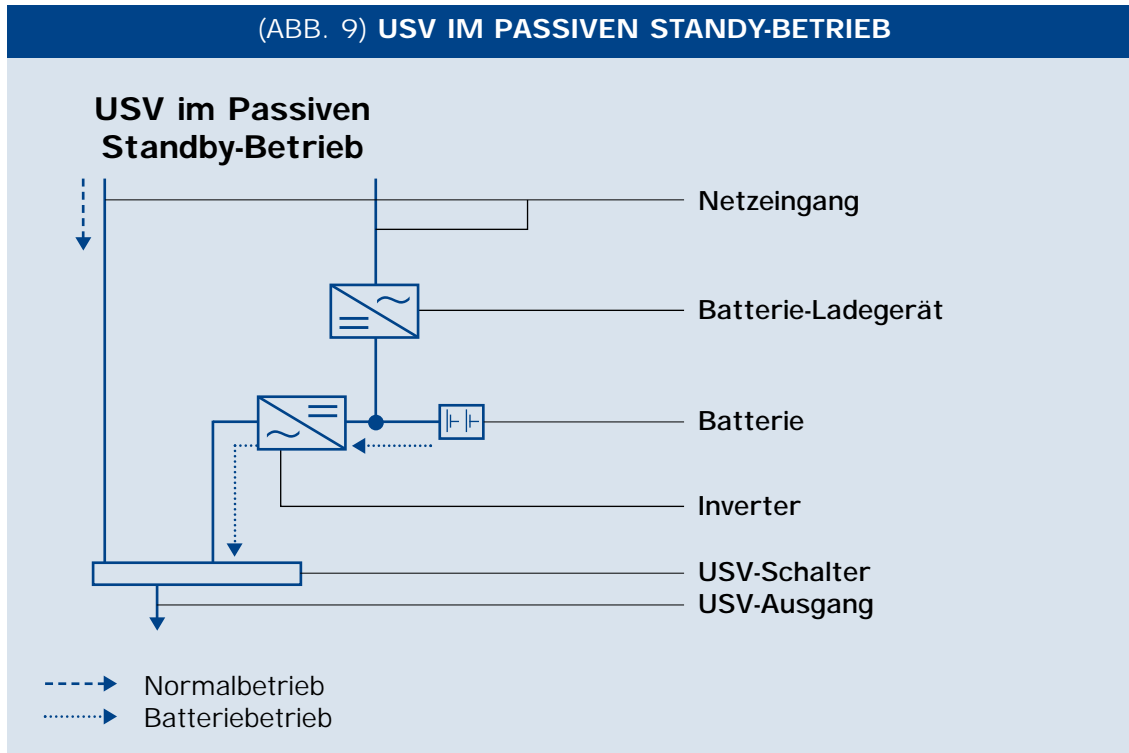 (ABB. 9) USV IM PASSIVEN STANDY-BETRIEB
USV im Passiven
Standby-Betrieb
Netzeingang
Batterie-Ladegerät
Batterie
Inverter
USV-Schalter
USV-Ausgang
Normalbetrieb
Batteriebetrieb